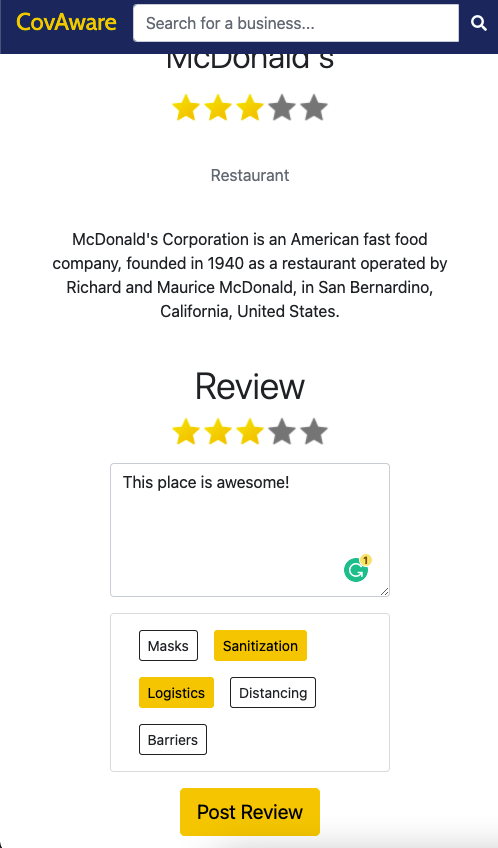 CovAware
Search for a business...
McDonald's
Restaurant
McDonald's Corporation is an American fast food
company, founded in 1940 as a restaurant operated by
Richard and Maurice McDonald, in San Bernardino,
California, United States.
Review
This place is awesome!
1
Masks Sanitization
Logistics Distancing
Barriers
Post Review